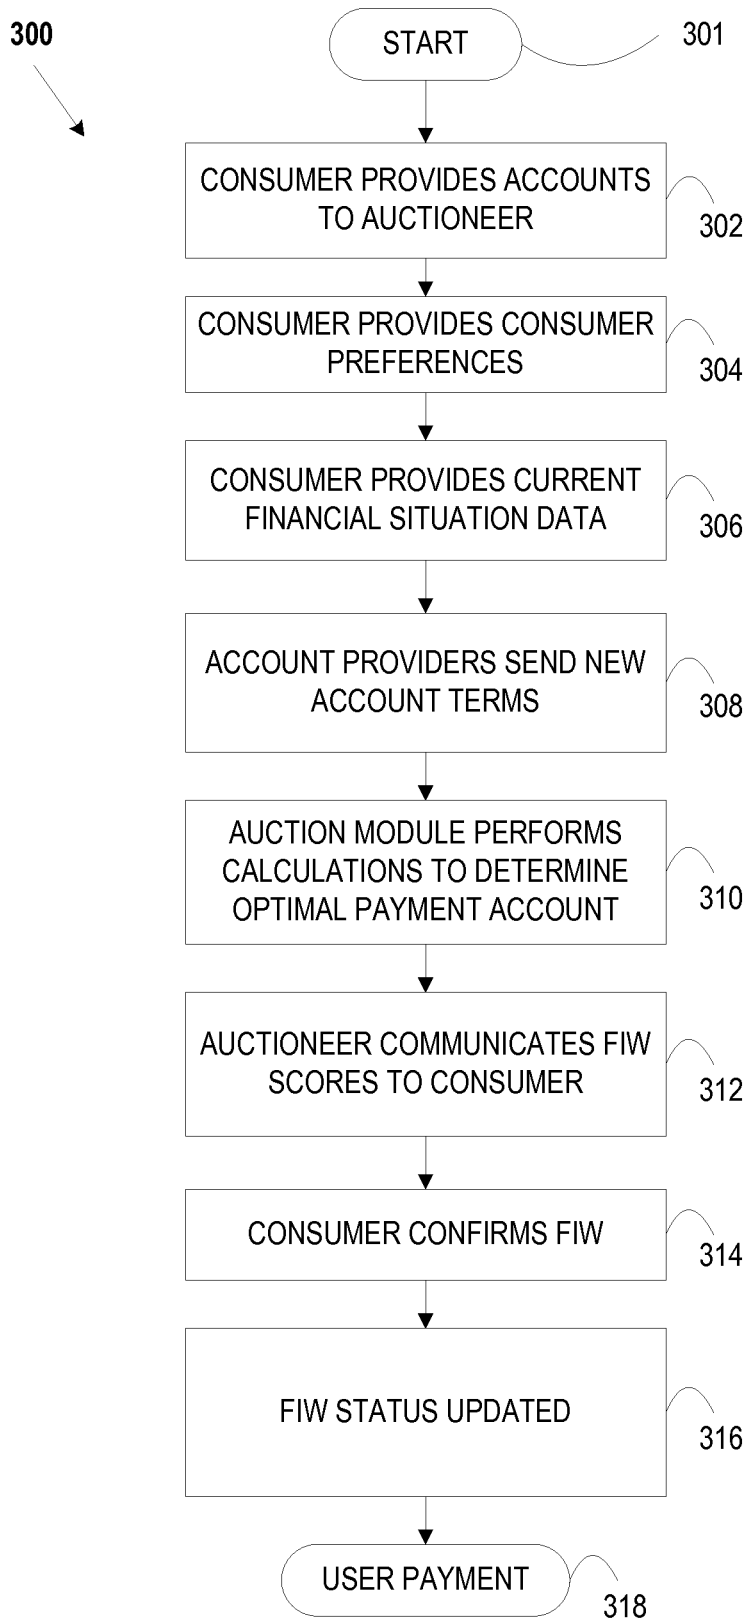 300
START
301
CONSUMER PROVIDES ACCOUNTS
TO AUCTIONEER
302
CONSUMER PROVIDES CONSUMER
PREFERENCES
304
CONSUMER PROVIDES CURRENT
FINANCIAL SITUATION DATA
306
ACCOUNT PROVIDERS SEND NEW
ACCOUNT TERMS
308
AUCTION MODULE PERFORMS
CALCULATIONS TO DETERMINE
OPTIMAL PAYMENT ACCOUNT
310
AUCTIONEER COMMUNICATES FIW
SCORES TO CONSUMER
312
CONSUMER CONFIRMS FIW
314
FIW STATUS UPDATED
316
USER PAYMENT
318